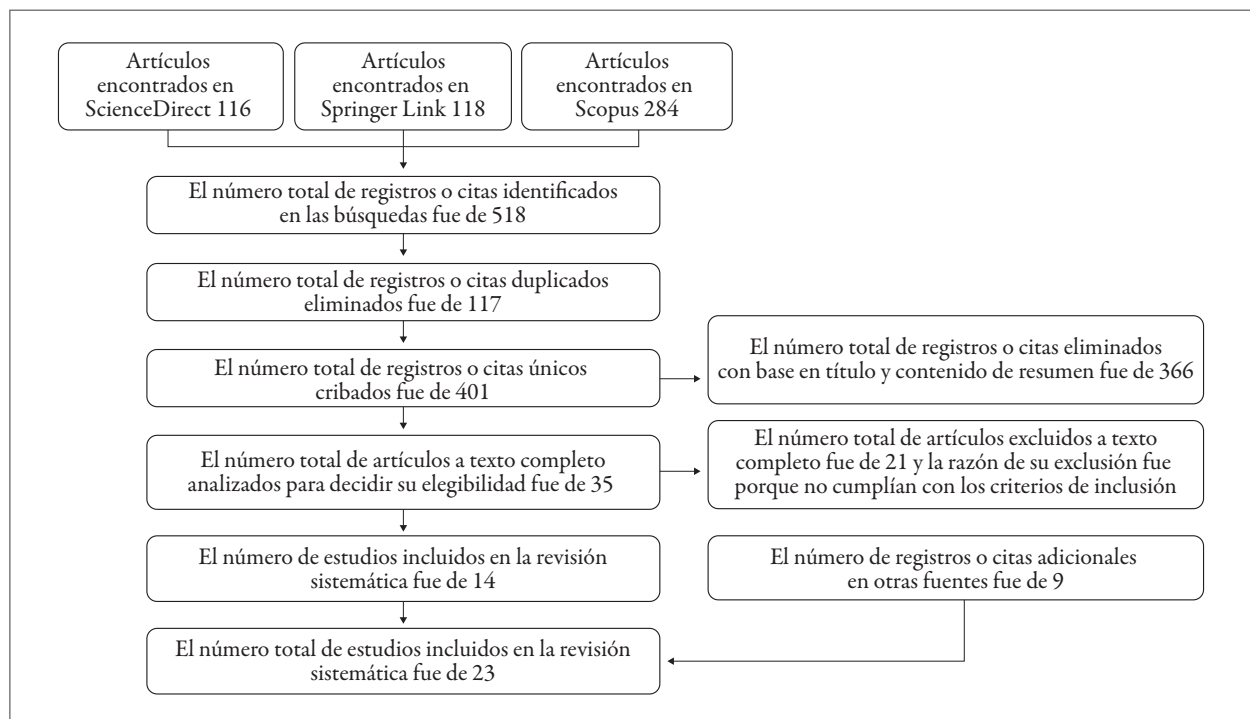 Artículos
encontrados en
ScienceDirect 116
Artículos
encontrados en
Springer Link 118
Artículos
encontrados en
Scopus 284
El número total de registros o citas identificados
en las búsquedas fue de 518
El número total de registros o citas duplicados
eliminados fue de 117
El número total de registros o citas únicos
cribados fue de 401
El número total de registros o citas eliminados
con base en título y contenido de resumen fue de 366
El número total de artículos a texto completo
analizados para decidir su elegibilidad fue de 35
El número total de artículos excluidos a texto
completo fue de 21 y la razón de su exclusión fue
porque no cumplían con los criterios de inclusión
El número de estudios incluidos en la revisión
sistemática fue de 14
El número de registros o citas adicionales
en otras fuentes fue de 9
El número total de estudios incluidos en la revisión
sistemática fue de 23